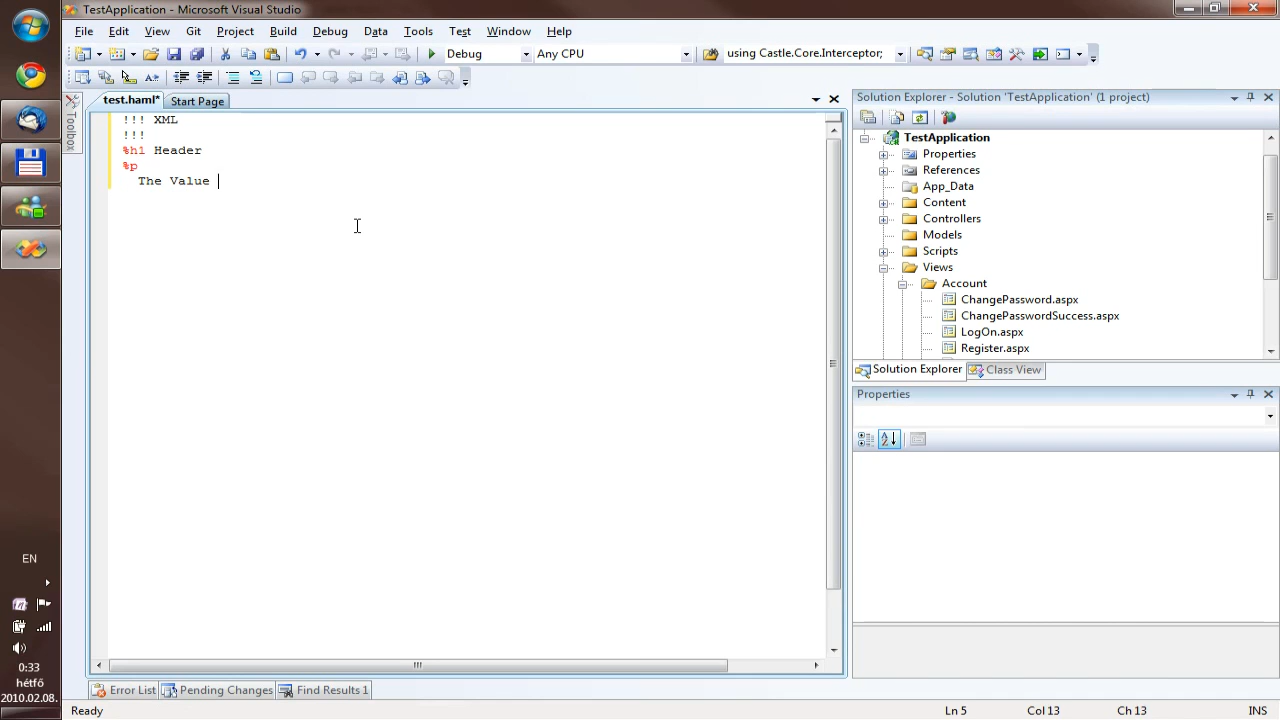 TestApplication - Microsoft Visual Studio
File Edit View Git Project Build Debug Data Tools Test Window Help
Debug Any CPU using Castle.Core.Interceptor;
test.haml* Start Page
Toolbox
!!! XML
!!!
%h1 Header
%p
The Value
Solution Explorer - Solution 'TestApplication' (1 project)
TestApplication
Properties
References
App_Data
Content
Controllers
Models
Scripts
Views
Account
ChangePassword.aspx
ChangePasswordSuccess.aspx
LogOn.aspx
Register.aspx
Solution Explorer Class View
Properties
Error List Pending Changes Find Results 1
Ready Ln 5 Col 13 Ch 13 INS
EN
0:33
hétfő
2010.02.08.